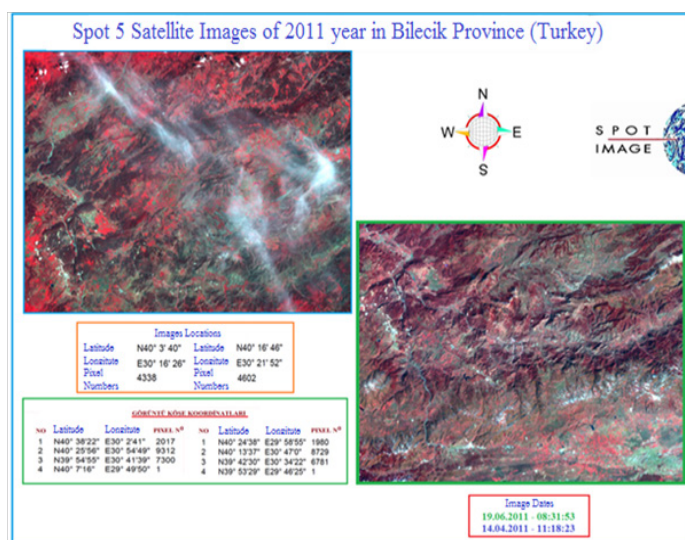 Spot 5 Satellite Images of 2011 year in Bilecik Province (Turkey)
N
W E
S
SPOT
IMAGE
Images Locations
Latitude N40° 3' 40" Latitude N40° 16' 46"
Longitute E30° 16' 26" Longitute E30° 21' 52"
Pixel Numbers 4338 Pixel Numbers 4602
GÖRÜNTÜ KÖŞE KOORDİNATLARI
NO Latitude Longitute PIXEL Nº NO Latitude Longitute PIXEL Nº
1 N40° 38'22" E30° 2'41" 2017 1 N40° 24'38" E29° 58'55" 1980
2 N40° 25'56" E30° 54'49" 9312 2 N40° 13'37" E30° 47'0" 8729
3 N39° 54'55" E30° 41'39" 7300 3 N39° 42'30" E30° 34'22" 6781
4 N40° 7'16" E29° 49'50" 1 4 N39° 53'29" E29° 46'25" 1
Image Dates
19.06.2011 - 08:31:53
14.04.2011 - 11:18:23